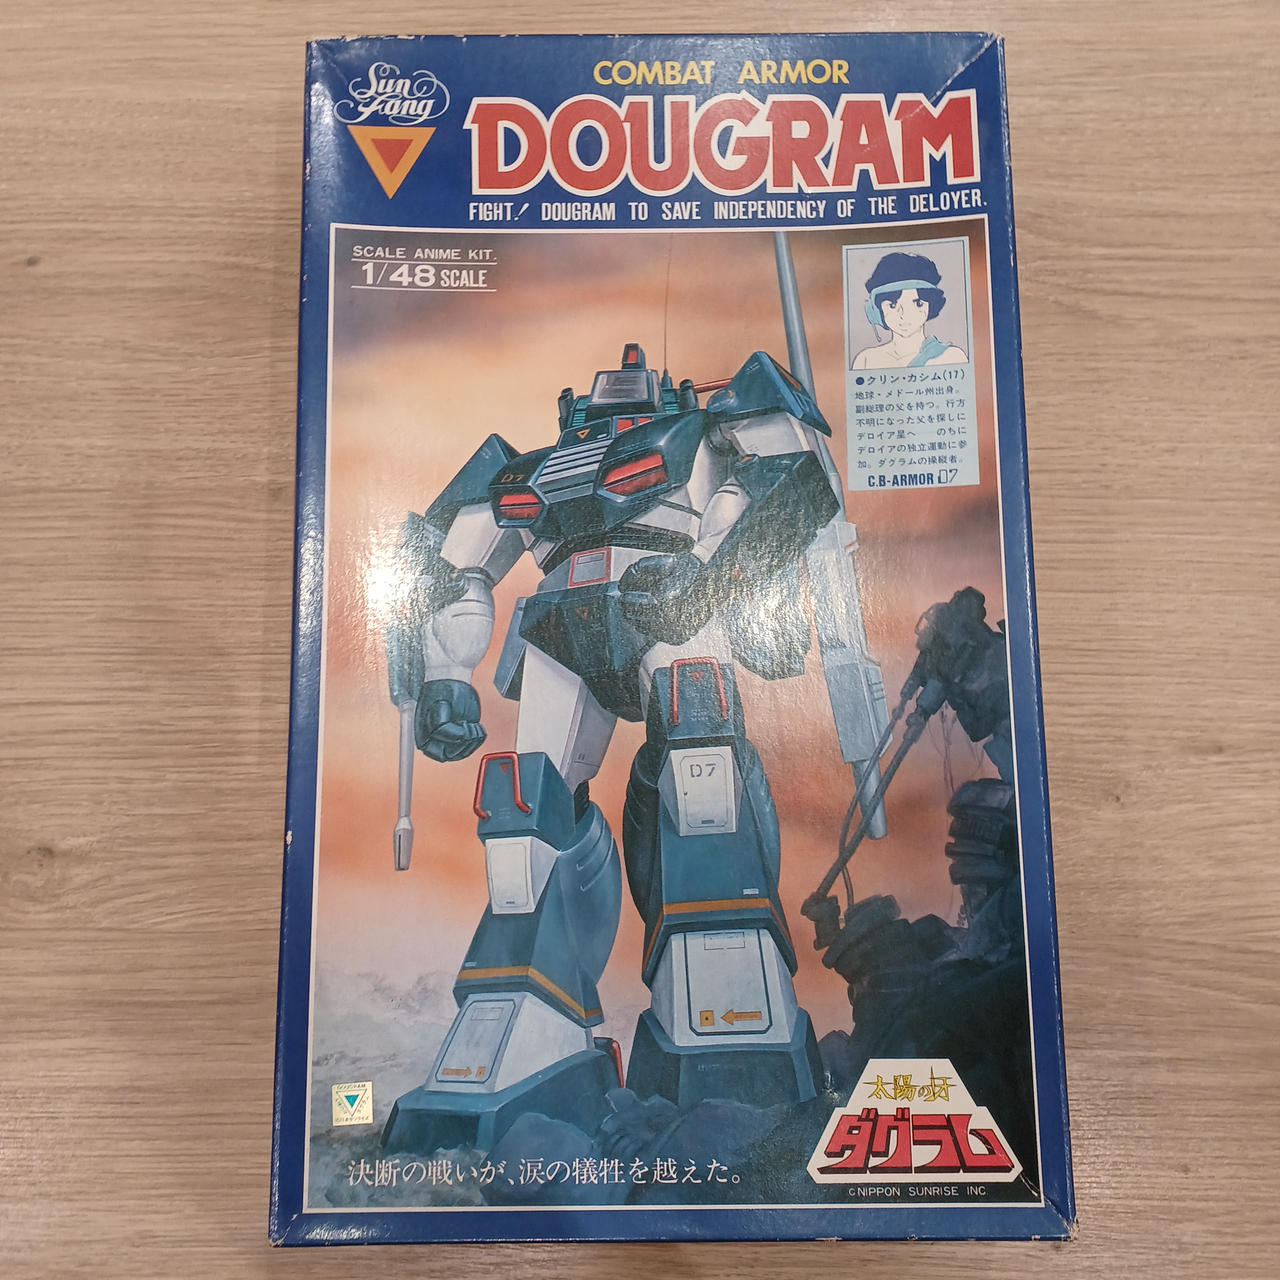 Sun Fang
COMBAT ARMOR
DOUGRAM
FIGHT! DOUGRAM TO SAVE INDEPENDENCY OF THE DELOYER.
SCALE ANIME KIT.
1/48 SCALE
●クリン・カシム(17)
地球・メドール州出身。
副総理の父を持つ。行方
不明になった父を探しに
デロイア星へ のちに
デロイアの独立運動に参
加。ダグラムの操縦者。
C.B-ARMOR D7
D7
D7
DOUGRAM
太陽の牙
ダグラム
決断の戦いが、涙の犠牲を越えた。
©NIPPON SUNRISE INC